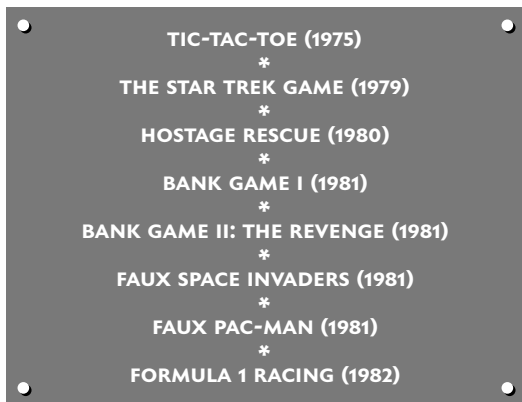 TIC-TAC-TOE (1975)
*
THE STAR TREK GAME (1979)
*
HOSTAGE RESCUE (1980)
*
BANK GAME I (1981)
*
BANK GAME II: THE REVENGE (1981)
*
FAUX SPACE INVADERS (1981)
*
FAUX PAC-MAN (1981)
*
FORMULA 1 RACING (1982)